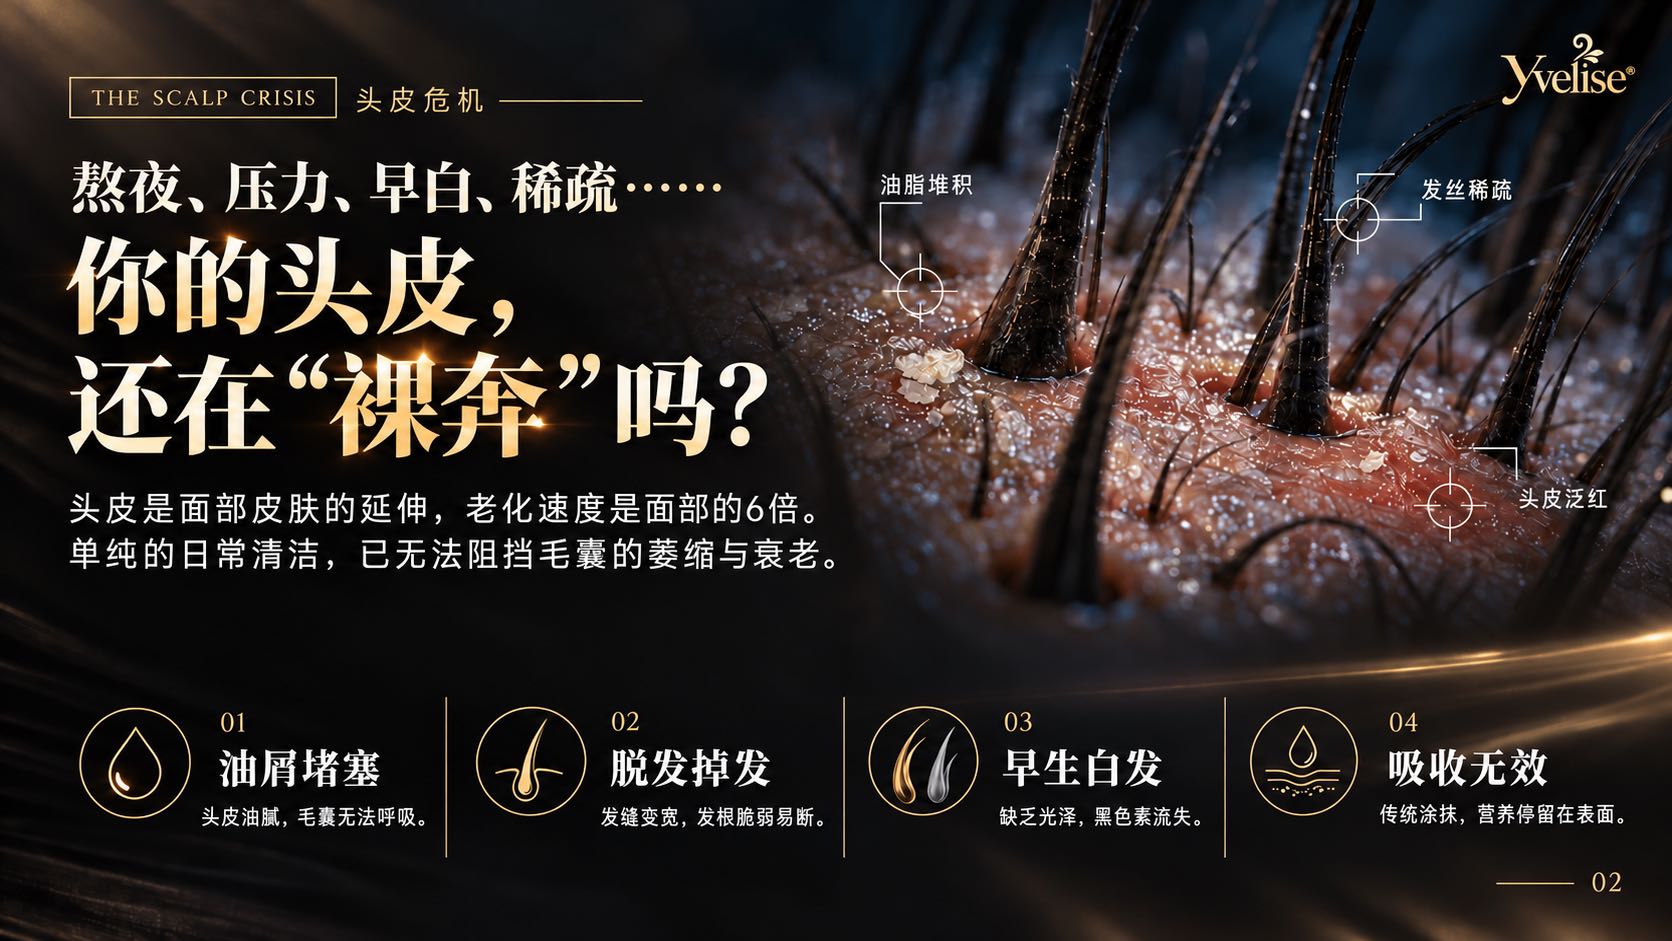 THE SCALP CRISIS 头皮危机
Yvelise®
熬夜、压力、早白、稀疏……
你的头皮，
还在“裸奔”吗？
头皮是面部皮肤的延伸，老化速度是面部的6倍。
单纯的日常清洁，已无法阻挡毛囊的萎缩与衰老。
油脂堆积
发丝稀疏
头皮泛红
01
油屑堵塞
头皮油腻，毛囊无法呼吸。
02
脱发掉发
发缝变宽，发根脆弱易断。
03
早生白发
缺乏光泽，黑色素流失。
04
吸收无效
传统涂抹，营养停留在表面。
02